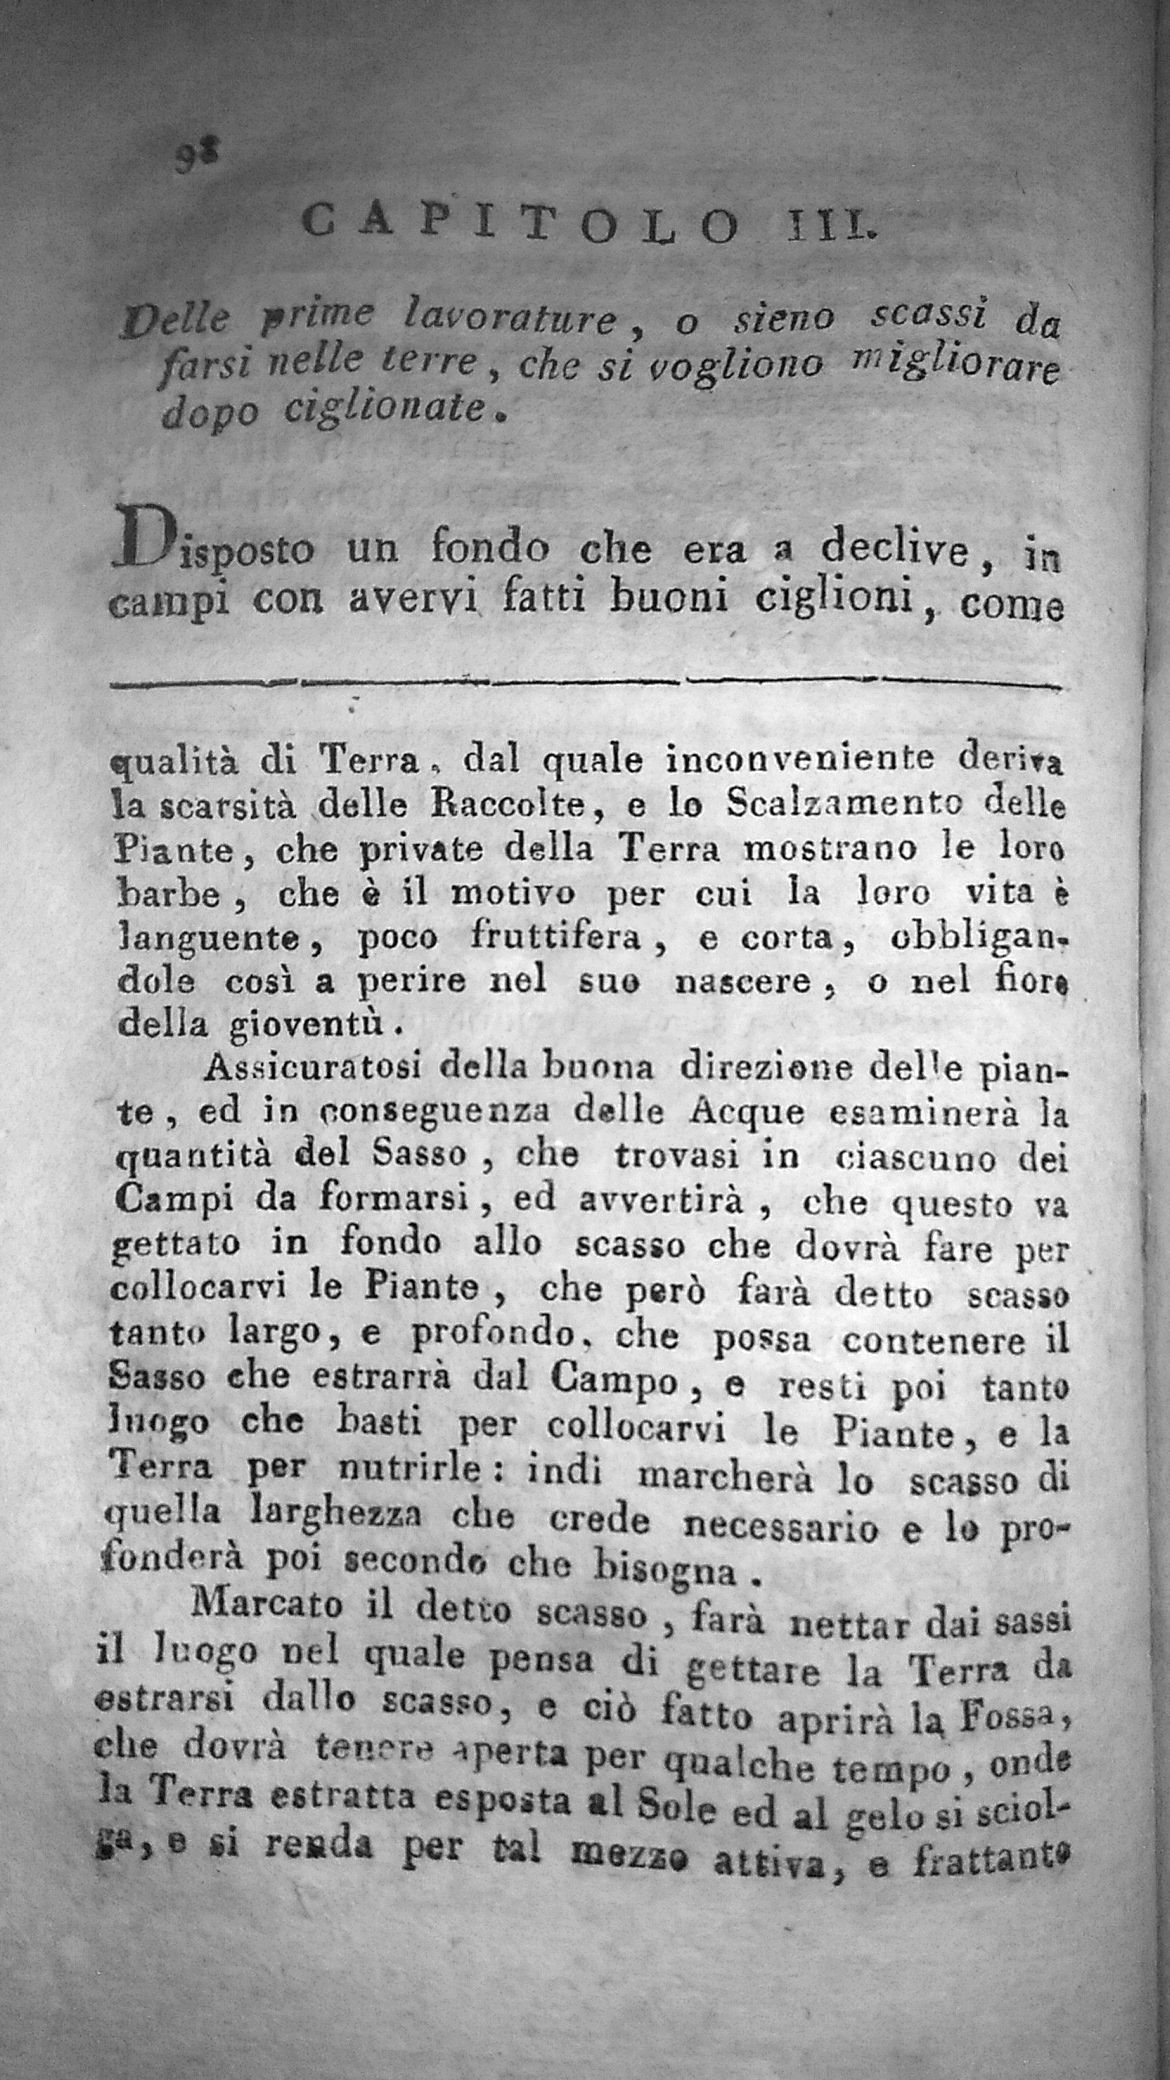 98
CAPITOLO III.
Delle prime lavorature, o sieno scassi da
farsi nelle terre, che si vogliono migliorare
dopo ciglionate.
Disposto un fondo che era a declive, in
campi con avervi fatti buoni ciglioni, come
qualità di Terra, dal quale inconveniente deriva
la scarsità delle Raccolte, e lo Scalzamento delle
Piante, che private della Terra mostrano le loro
barbe, che è il motivo per cui la loro vita è
languente, poco fruttifera, e corta, obbligan-
dole così a perire nel suo nascere, o nel fiore
della gioventù.
Assicuratosi della buona direzione delle pian-
te, ed in conseguenza delle Acque esaminerà la
quantità del Sasso, che trovasi in ciascuno dei
Campi da formarsi, ed avvertirà, che questo va
gettato in fondo allo scasso che dovrà fare per
collocarvi le Piante, che però farà detto scasso
tanto largo, e profondo, che possa contenere il
Sasso che estrarrà dal Campo, e resti poi tanto
luogo che basti per collocarvi le Piante, e la
Terra per nutrirle: indi marcherà lo scasso di
quella larghezza che crede necessario e lo pro-
fonderà poi secondo che bisogna.
Marcato il detto scasso, farà nettar dai sassi
il luogo nel quale pensa di gettare la Terra da
estrarsi dallo scasso, e ciò fatto aprirà la Fossa,
che dovrà tenere aperta per qualche tempo, onde
la Terra estratta esposta al Sole ed al gelo si sciol-
ga, e si renda per tal mezzo attiva, e frattanto